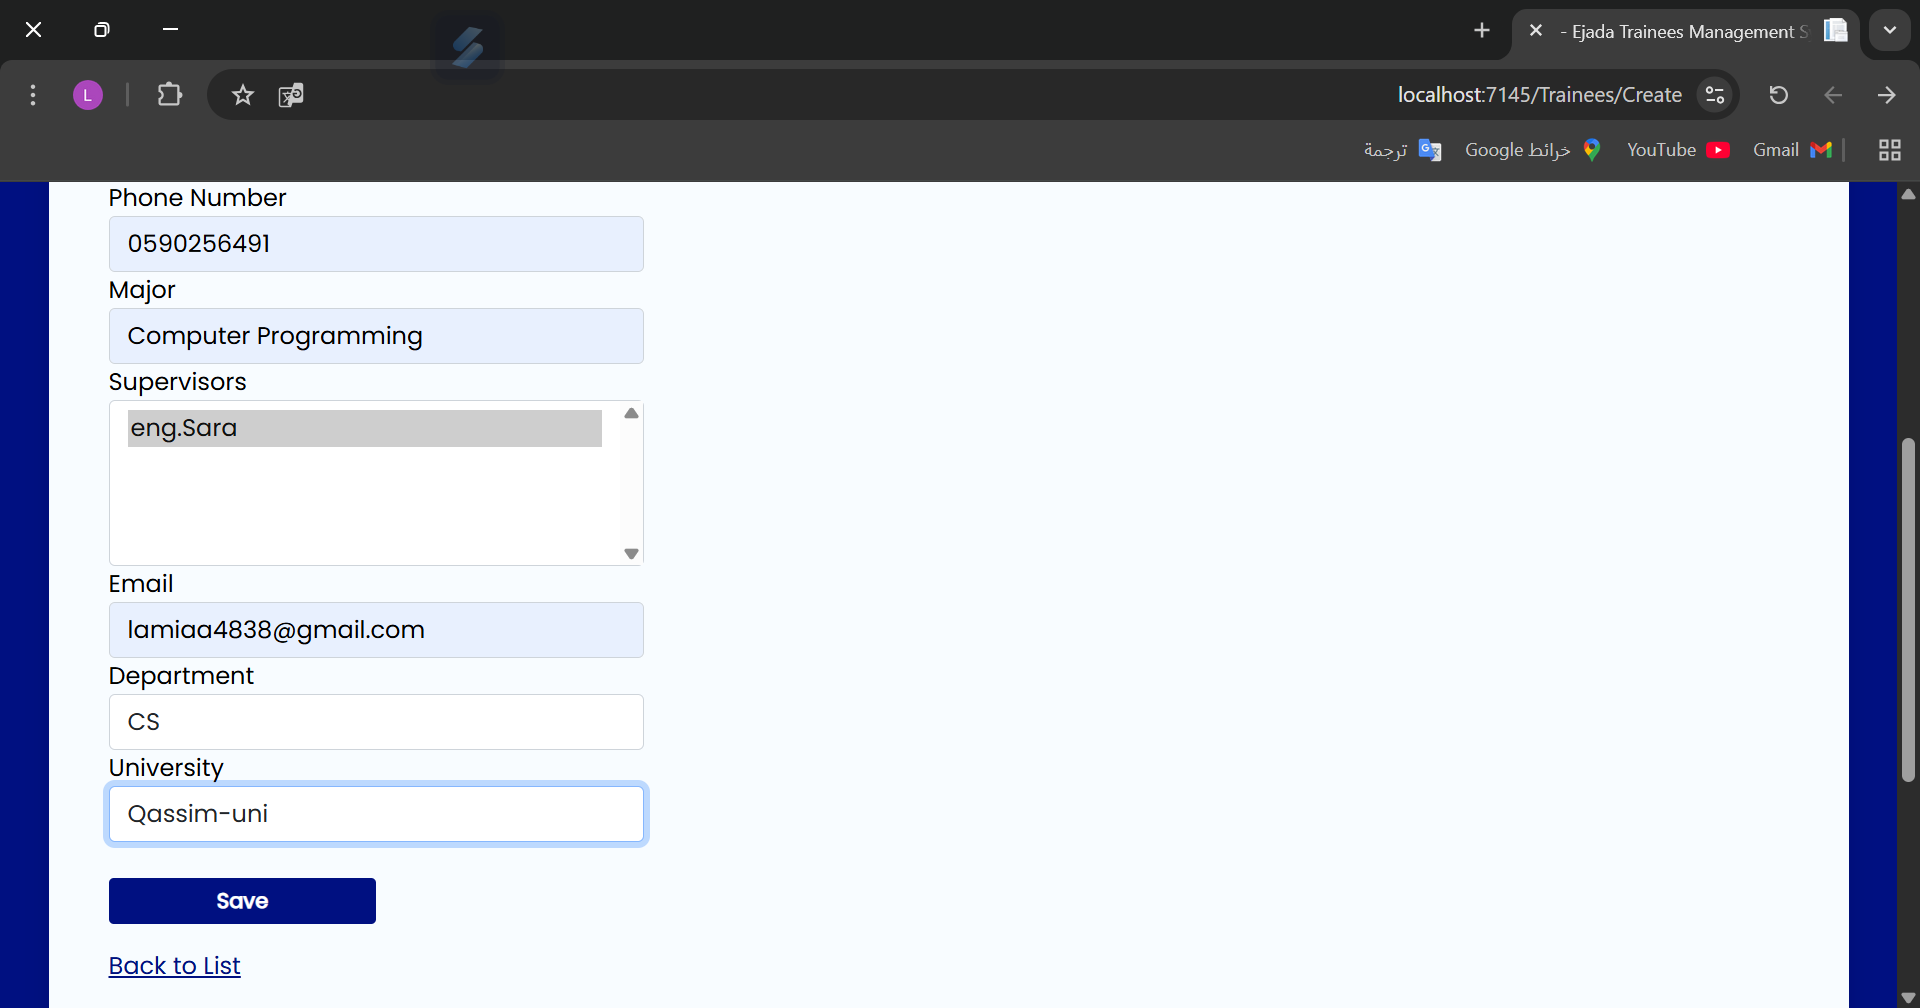 - Ejada Trainees Management S
L
localhost:7145/Trainees/Create
ترجمة
خرائط Google
YouTube
Gmail
Phone Number
0590256491
Major
Computer Programming
Supervisors
eng.Sara
Email
lamiaa4838@gmail.com
Department
CS
University
Qassim-uni
Save
Back to List